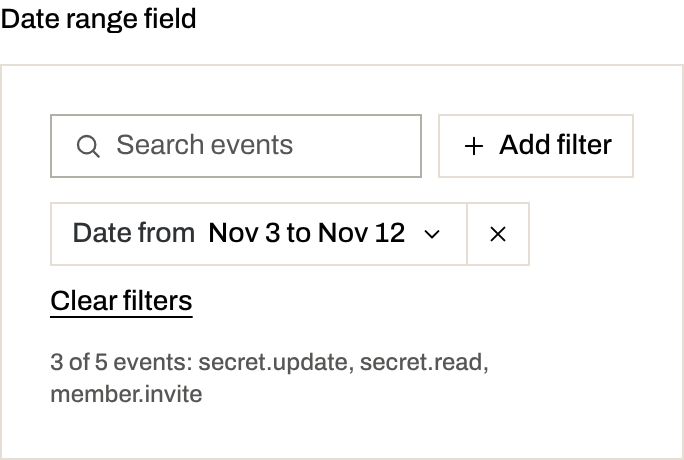 Date range field
Search events
Add filter
Date from Nov 3 to Nov 12
Clear filters
3 of 5 events: secret.update, secret.read,
member.invite